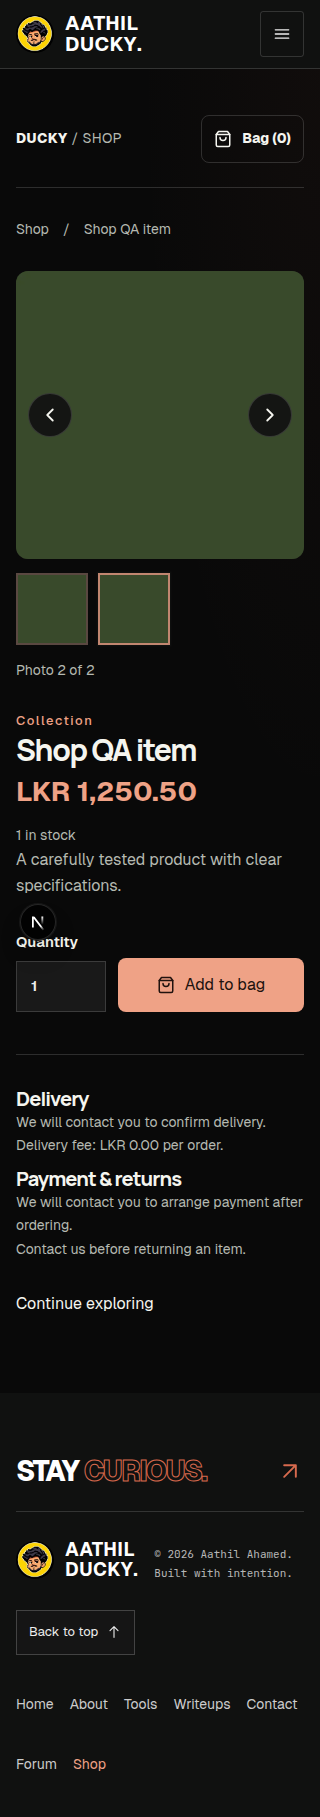 AATHIL
DUCKY.
DUCKY / SHOP
Bag (0)
Shop / Shop QA item
Photo 2 of 2
Collection
Shop QA item
LKR 1,250.50
1 in stock
A carefully tested product with clear
specifications.
N
Quantity
1
Add to bag
Delivery
We will contact you to confirm delivery.
Delivery fee: LKR 0.00 per order.
Payment & returns
We will contact you to arrange payment after
ordering.
Contact us before returning an item.
Continue exploring
STAY CURIOUS.
AATHIL
DUCKY.
© 2026 Aathil Ahamed.
Built with intention.
Back to top
Home About Tools Writeups Contact
Forum Shop